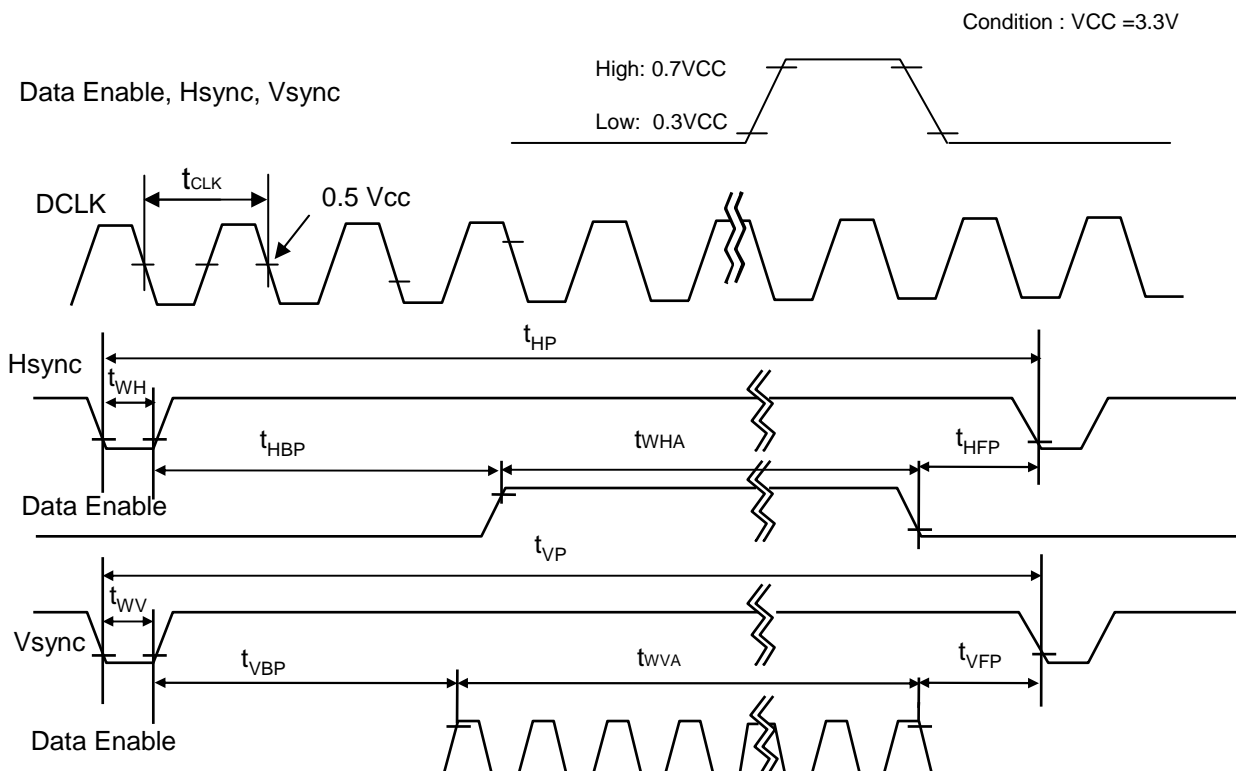 Condition : VCC =3.3V
High: 0.7VCC
Data Enable, Hsync, Vsync
Low: 0.3VCC
tCLK
DCLK
0.5 Vcc
tHP
Hsync
tWH
tHBP
tWHA
tHFP
Data Enable
tVP
tWV
Vsync
tVBP
tWVA
tVFP
Data Enable